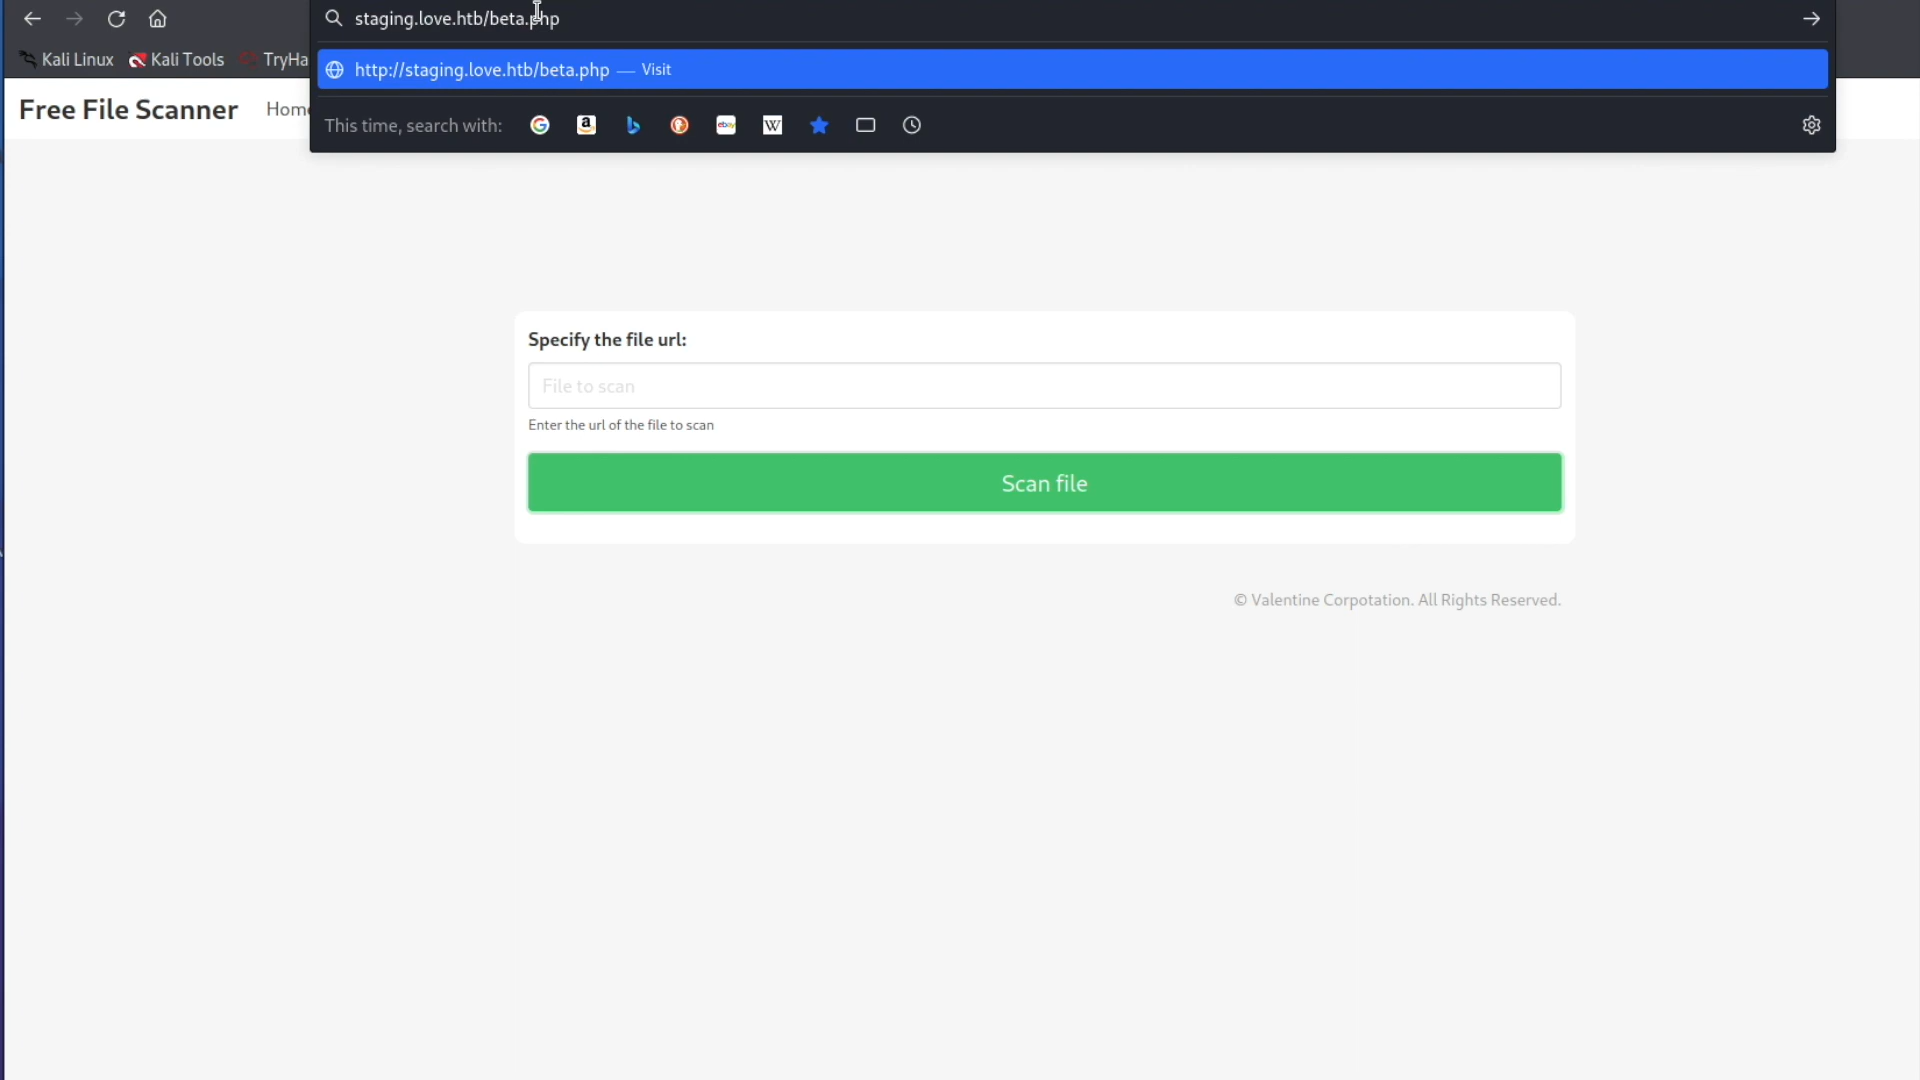 staging.love.htb/beta.php
http://staging.love.htb/beta.php — Visit
This time, search with:
Kali Linux
Kali Tools
TryHa
Free File Scanner
Home
Specify the file url:
File to scan
Enter the url of the file to scan
Scan file
© Valentine Corpotation. All Rights Reserved.